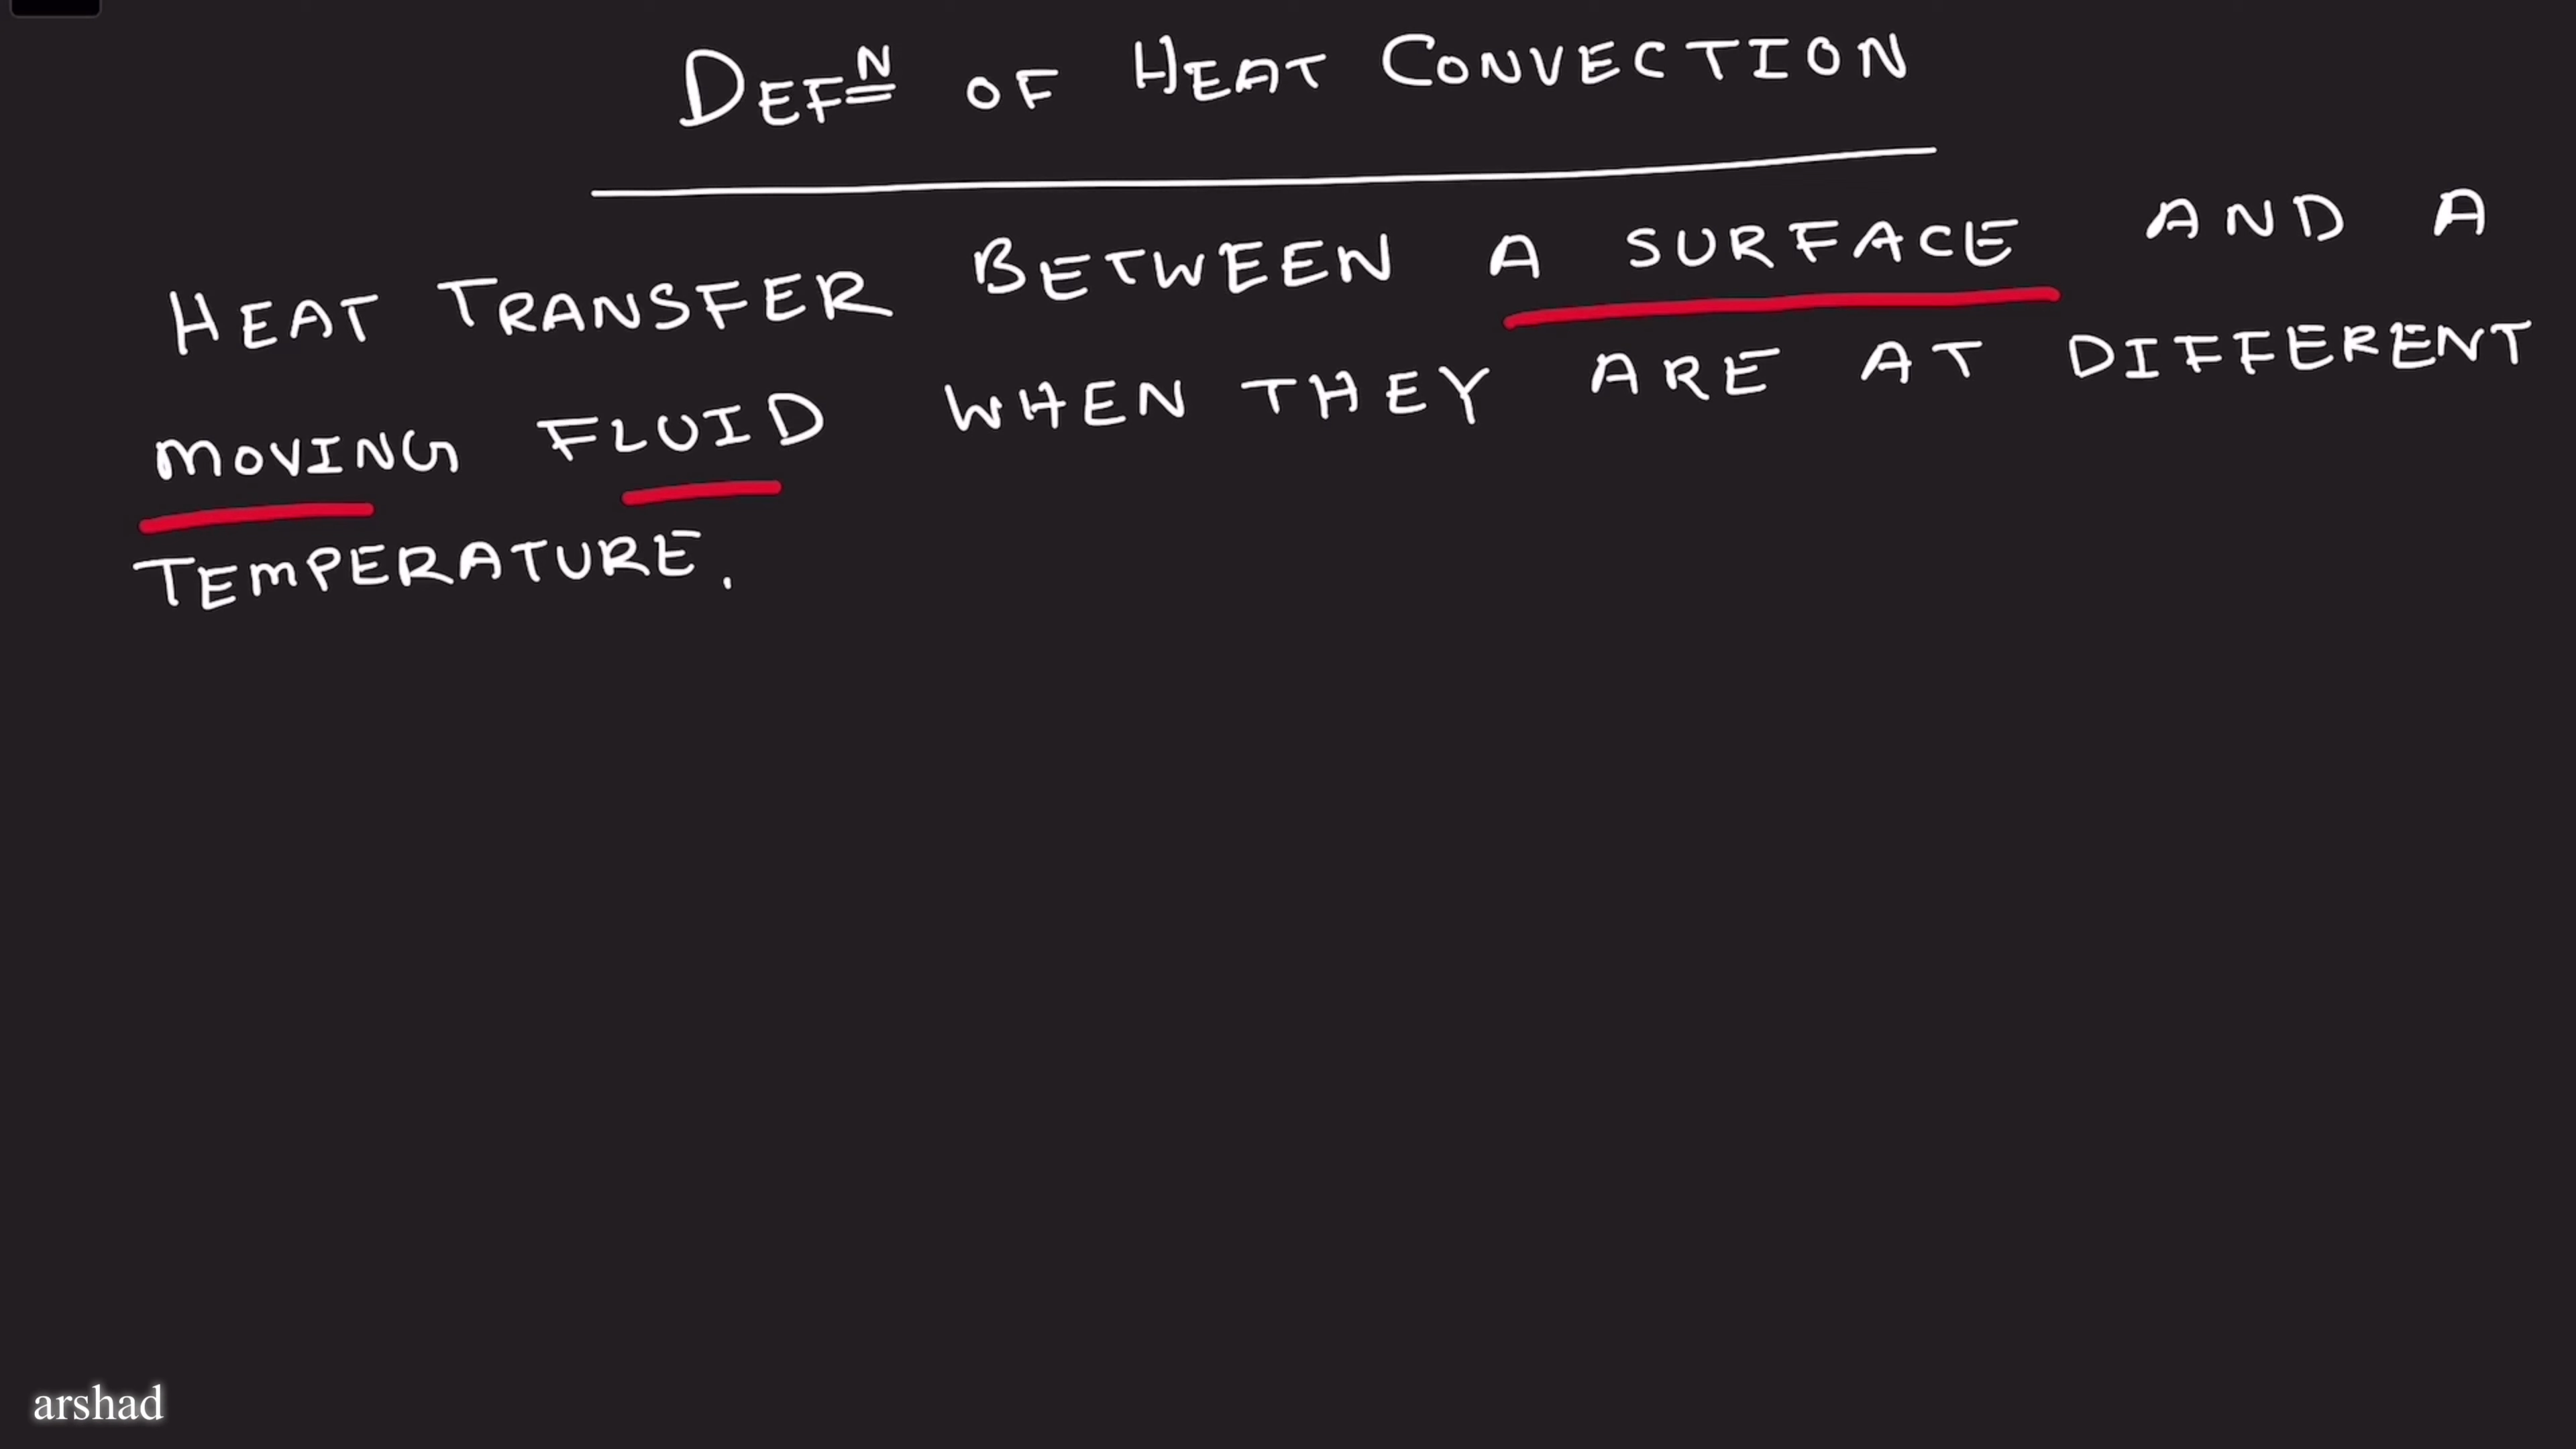 DEFN OF HEAT CONVECTION
HEAT TRANSFER BETWEEN A SURFACE AND A
MOVING FLUID WHEN THEY ARE AT DIFFERENT
TEMPERATURE.
arshad